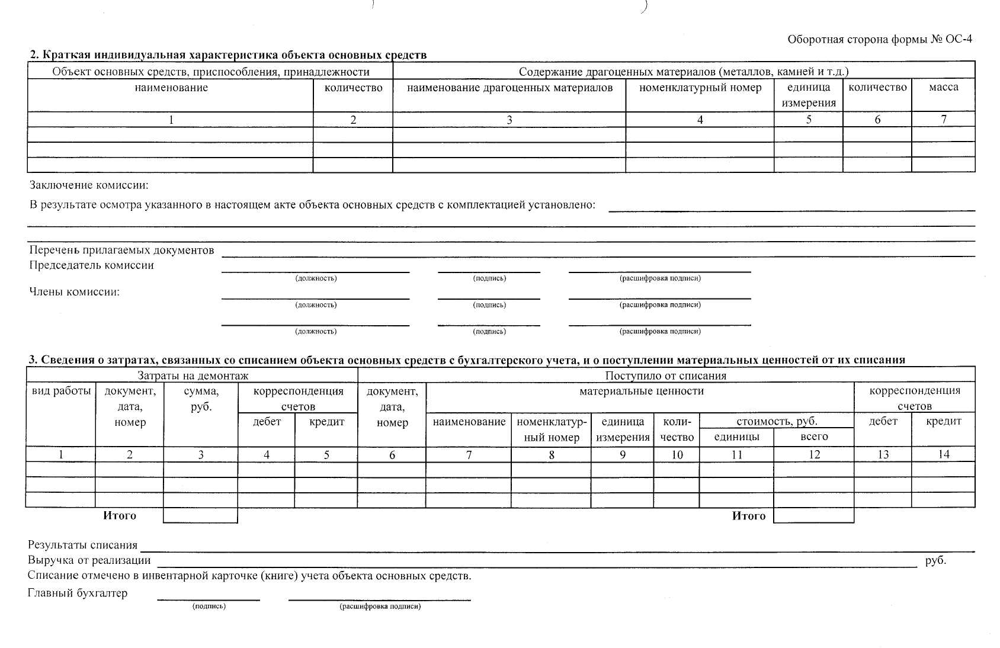 Оборотная сторона формы № ОС-4
2. Краткая индивидуальная характеристика объекта основных средств
Объект основных средств, приспособления, принадлежности Содержание драгоценных материалов (металлов, камней и т.д.)
наименование количество наименование драгоценных материалов номенклатурный номер единица измерения количество масса
1 2 3 4 5 6 7
Заключение комиссии:
В результате осмотра указанного в настоящем акте объекта основных средств с комплектацией установлено:
Перечень прилагаемых документов
Председатель комиссии
(должность) (подпись) (расшифровка подписи)
Члены комиссии:
(должность) (подпись) (расшифровка подписи)
(должность) (подпись) (расшифровка подписи)
3. Сведения о затратах, связанных со списанием объекта основных средств с бухгалтерского учета, и о поступлении материальных ценностей от их списания
Затраты на демонтаж Поступило от списания
вид работы документ, сумма, корреспонденция документ, материальные ценности корреспонденция
дата, руб. счетов дата, счетов
номер дебет кредит номер наименование номенклатур- единица коли- стоимость, руб. дебет кредит
ный номер измерения чество единицы всего
1 2 3 4 5 6 7 8 9 10 11 12 13 14
Итого Итого
Результаты списания
Выручка от реализации руб.
Списание отмечено в инвентарной карточке (книге) учета объекта основных средств.
Главный бухгалтер
(подпись) (расшифровка подписи)